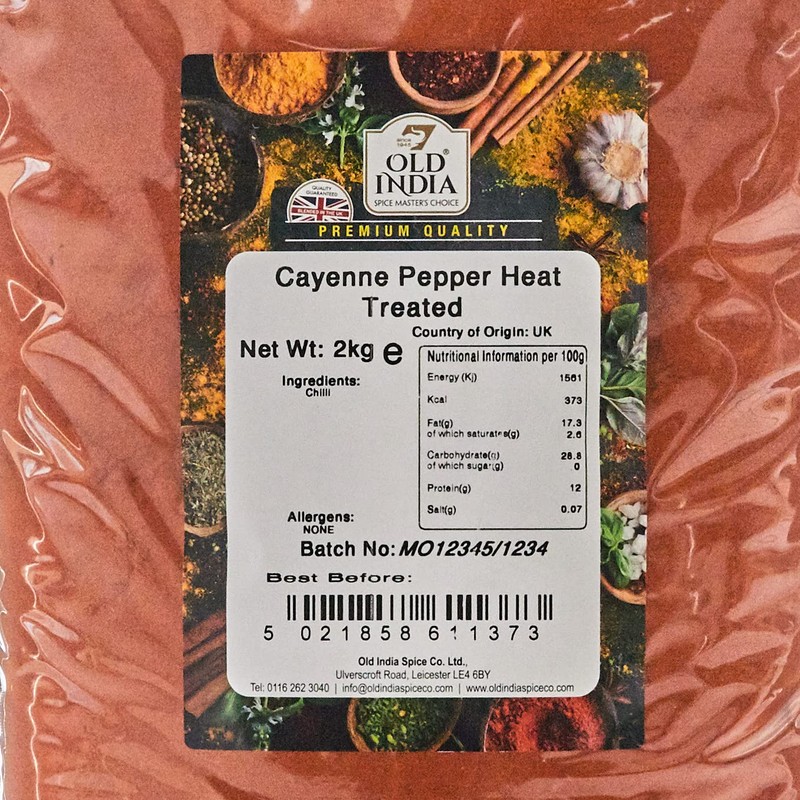 SINCE
1945
OLD®
INDIA
SPICE MASTER'S CHOICE
QUALITY
GUARANTEED
BLENDED IN THE UK
PREMIUM QUALITY
Cayenne Pepper Heat
Treated
Country of Origin: UK
Net Wt: 2kg e
Nutritional Information per 100g
Energy (Kj) 1561
Kcal 373
Fat(g) 17.3
of which saturates(g) 2.6
Carbohydrate(g) 28.8
of which sugar(g) 0
Protein(g) 12
Salt(g) 0.07
Ingredients:
Chilli
Allergens:
NONE
Batch No: MO12345/1234
Best Before:
5 021858 611373
Old India Spice Co. Ltd.,
Ulverscroft Road, Leicester LE4 6BY
Tel: 0116 262 3040 | info@oldindiaspiceco.com | www.oldindiaspiceco.com